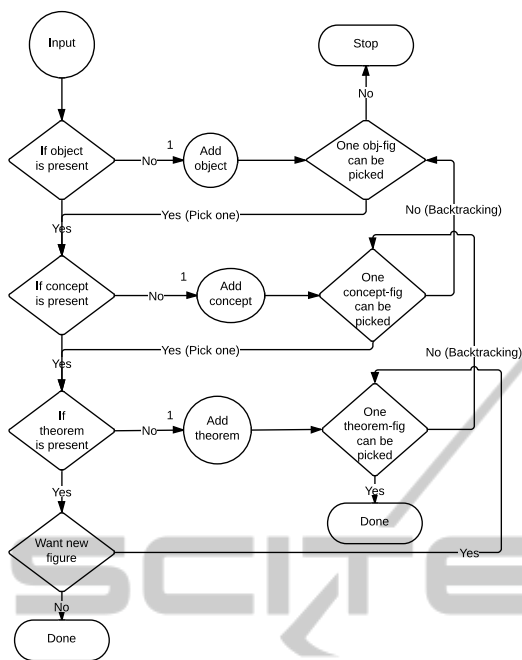 Input
Stop
No
If object
is present
No
1
Add
object
One obj-fig
can be
picked
Yes (Pick one)
No (Backtracking)
Yes
If concept
is present
No
1
Add
concept
One
concept-fig
can be
picked
Yes (Pick one)
No (Backtracking)
Yes
If
theorem
is present
No
1
Add
theorem
One
theorem-fig
can be
picked
Yes
Yes
Done
Want new
figure
Yes
No
Done
SCITE